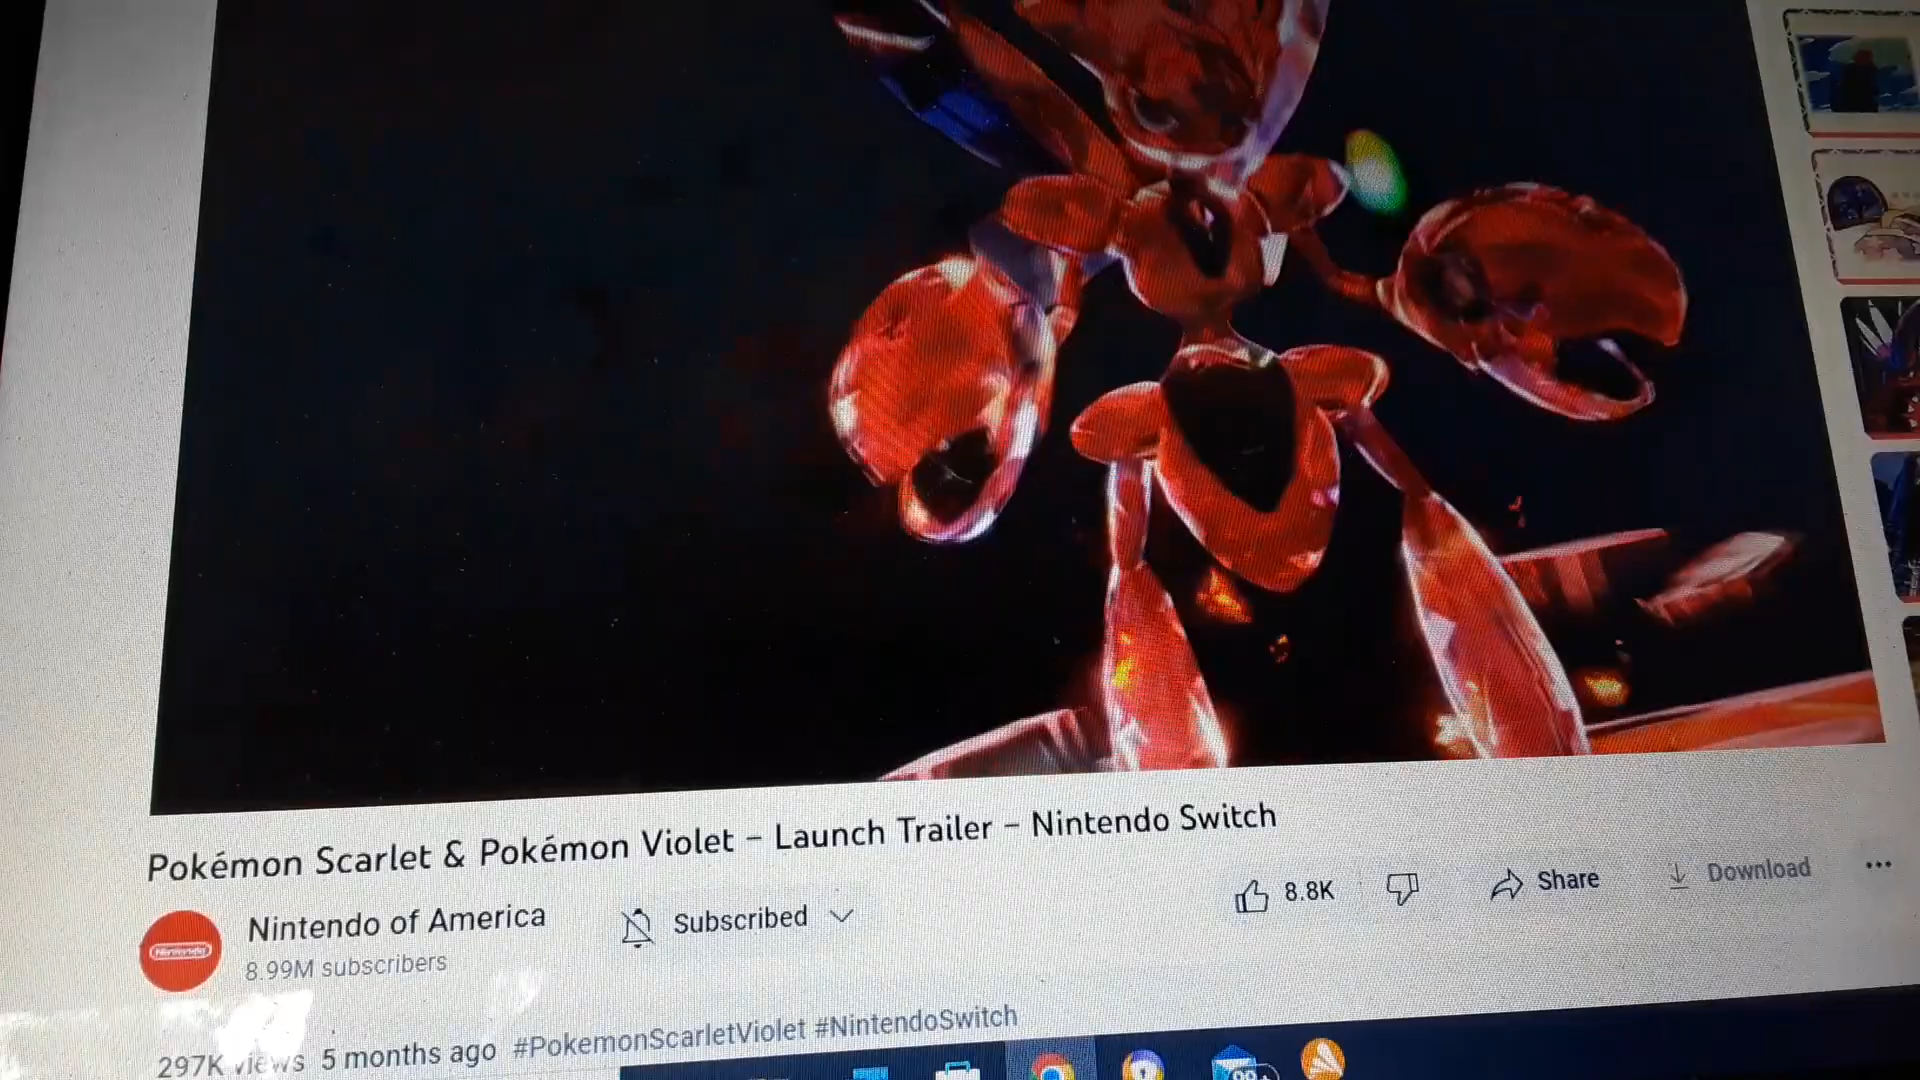 Pokémon Scarlet & Pokémon Violet – Launch Trailer – Nintendo Switch
Nintendo of America
8.99M subscribers
Subscribed
8.8K
Share
Download
Nintendo
297K views 5 months ago #PokemonScarletViolet #NintendoSwitch